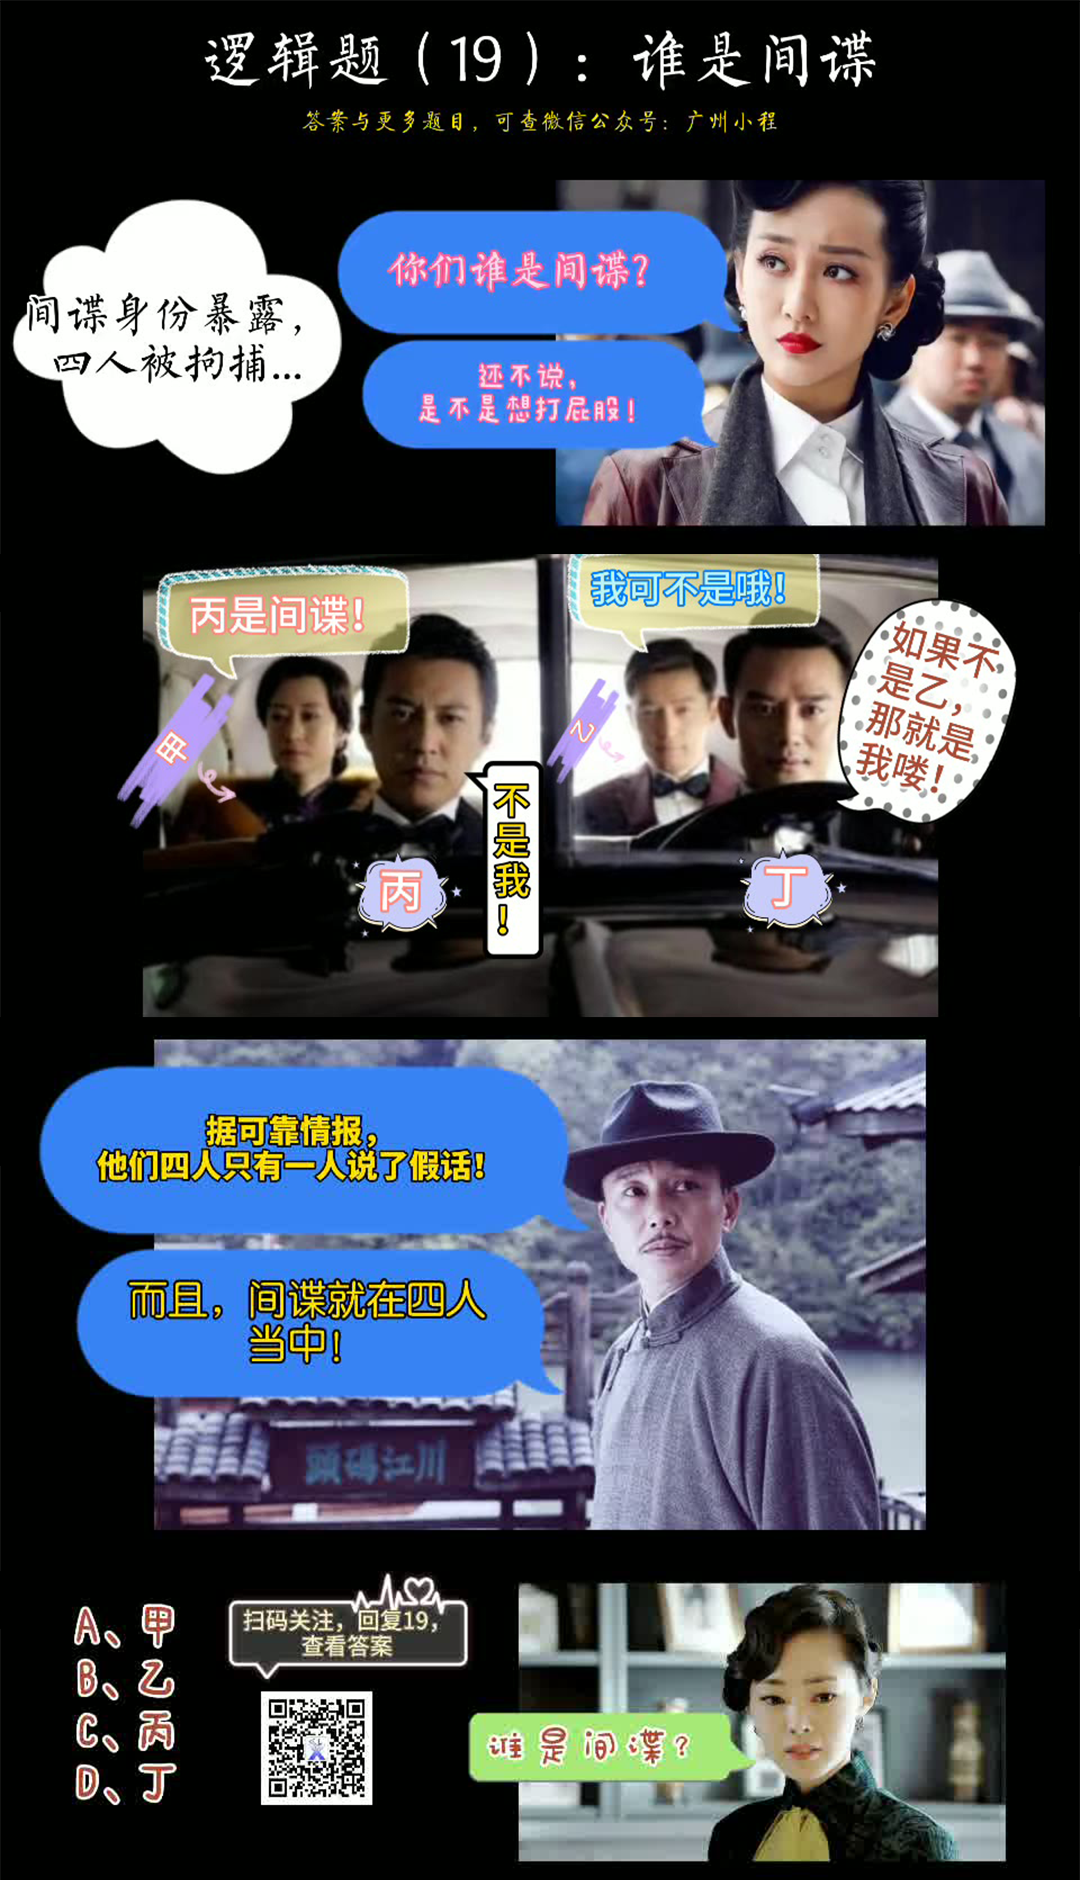 逻辑题（19）：谁是间谍
答案与更多题目，可查微信公众号：广州小程
间谍身份暴露，
四人被拘捕...
你们谁是间谍？
还不说，
是不是想打屁股！
丙是间谍！
我可不是哦！
如果不
是乙，
那就是
我喽！
甲
乙
不是我！
丙
丁
据可靠情报，
他们四人只有一人说了假话！
而且，间谍就在四人
当中！
頭碼江川
A、甲
B、乙
C、丙
D、丁
扫码关注，回复19，
查看答案
谁是间谍？